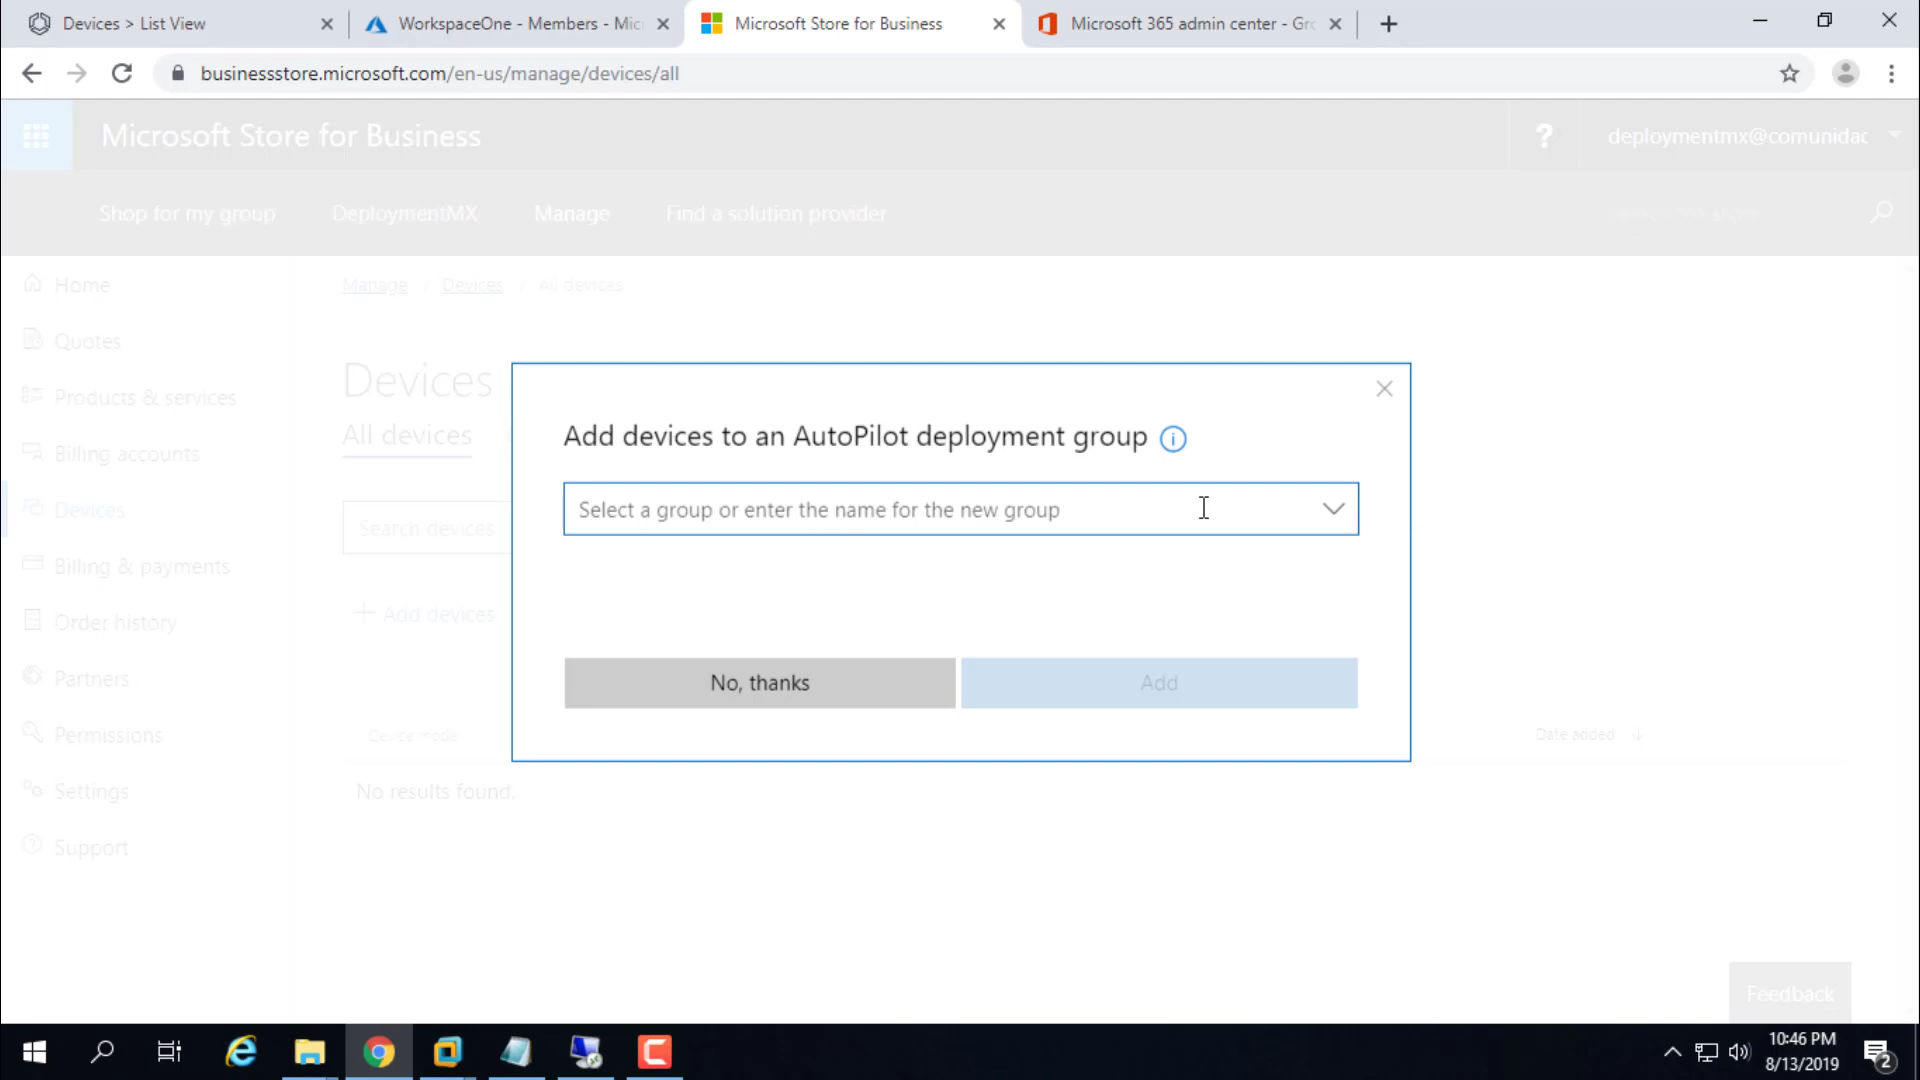 Devices > List View
WorkspaceOne - Members - Mic
Microsoft Store for Business
Microsoft 365 admin center - Gro
businessstore.microsoft.com/en-us/manage/devices/all
Microsoft Store for Business
?
deploymentmx@comunidac
Shop for my group
DeploymentMX
Manage
Find a solution provider
Home
Quotes
Products & services
Billing accounts
Devices
Billing & payments
Order history
Partners
Permissions
Settings
Support
Manage / Devices / All devices
Devices
All devices
Search devices
+ Add devices
Device mode
Date added
No results found.
Add devices to an AutoPilot deployment group
Select a group or enter the name for the new group
No, thanks
Add
Feedback
10:46 PM
8/13/2019
2